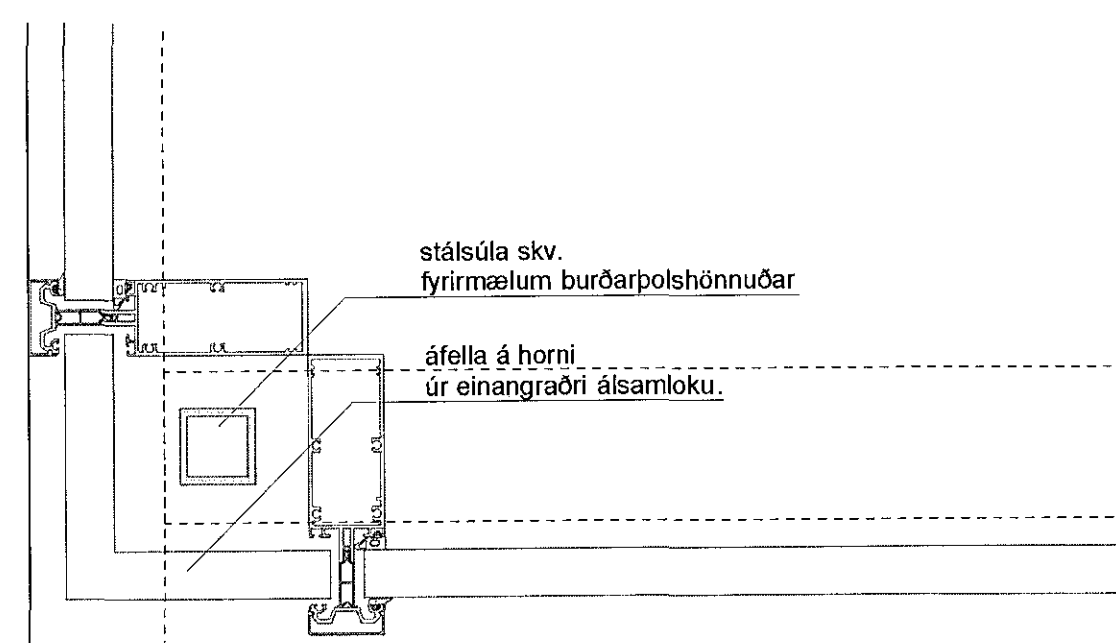 stálsúla skv.
fyrirmælum burðarþolshönnuðar
áfella á horni
úr einangraðri álsamloku.